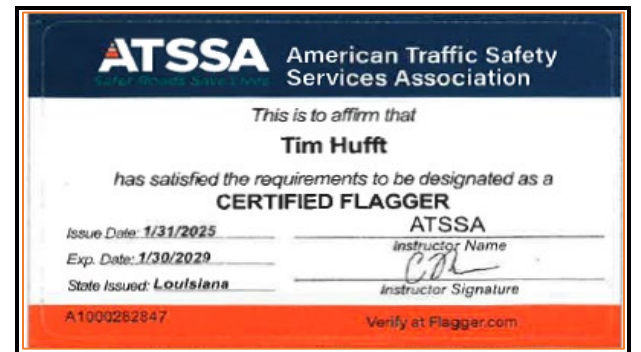 ATSSA
Safer Roads Save Lives
American Traffic Safety
Services Association
This is to affirm that
Tim Hufft
has satisfied the requirements to be designated as a
CERTIFIED FLAGGER
Issue Date: 1/31/2025
ATSSA
Instructor Name
Exp. Date: 1/30/2029
State Issued: Louisiana
Instructor Signature
A1000282847
Verify at Flagger.com